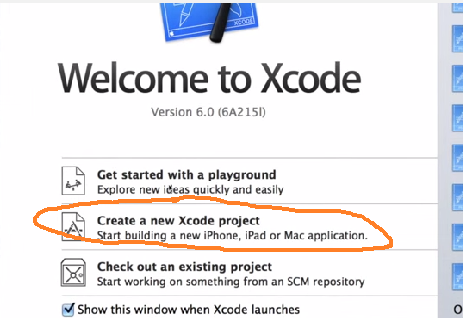 Welcome to Xcode
Version 6.0 (6A215l)
Get started with a playground
Explore new ideas quickly and easily
Create a new Xcode project
Start building a new iPhone, iPad or Mac application.
Check out an existing project
Start working on something from an SCM repository
Show this window when Xcode launches
O